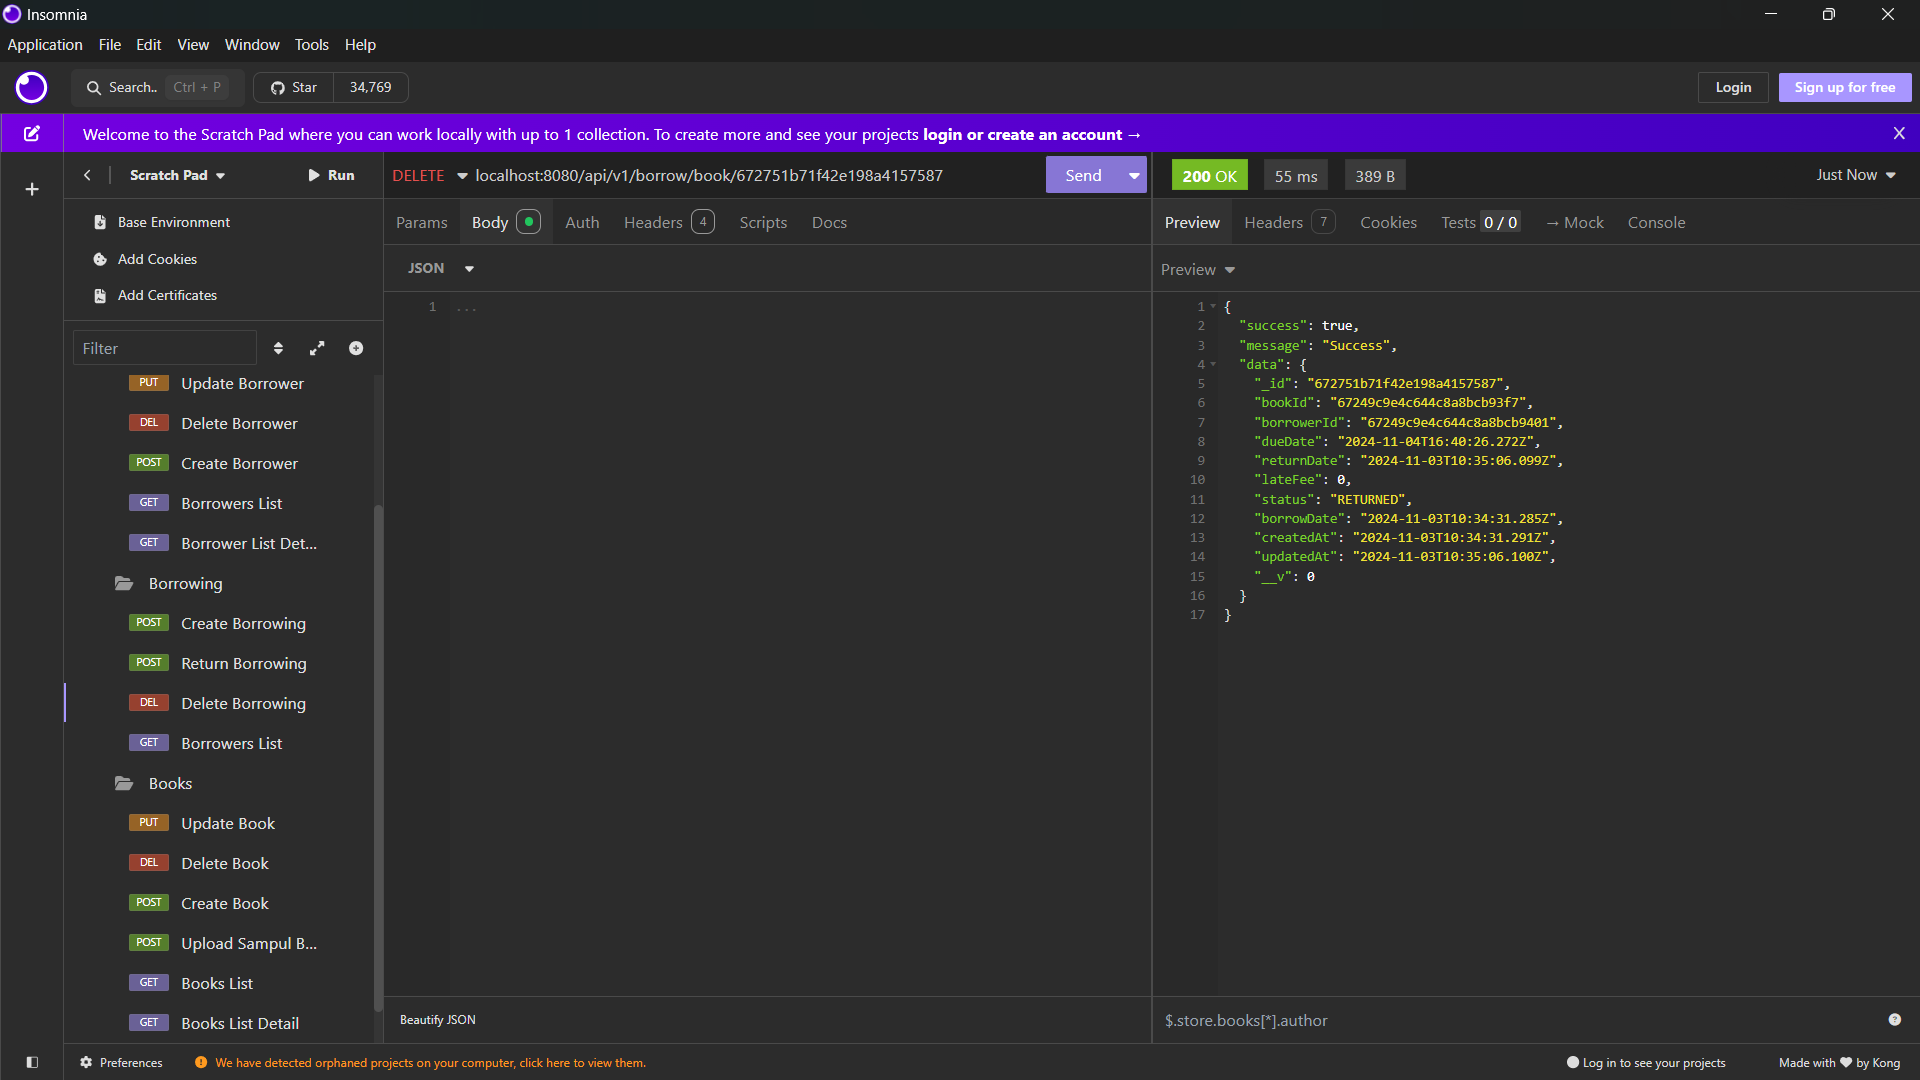 Insomnia
Application File Edit View Window Tools Help
Search.. Ctrl + P Star 34,769 Login Sign up for free
Welcome to the Scratch Pad where you can work locally with up to 1 collection. To create more and see your projects login or create an account → X
Scratch Pad Run
Base Environment
Add Cookies
Add Certificates
Filter
PUT Update Borrower
DEL Delete Borrower
POST Create Borrower
GET Borrowers List
GET Borrower List Det...
Borrowing
POST Create Borrowing
POST Return Borrowing
DEL Delete Borrowing
GET Borrowers List
Books
PUT Update Book
DEL Delete Book
POST Create Book
POST Upload Sampul B...
GET Books List
GET Books List Detail
DELETE localhost:8080/api/v1/borrow/book/672751b71f42e198a4157587 Send
Params Body Auth Headers 4 Scripts Docs
JSON
1 ...
Beautify JSON
200 OK 55 ms 389 B Just Now
Preview Headers 7 Cookies Tests 0 / 0 → Mock Console
Preview
1 {
2 "success": true,
3 "message": "Success",
4 "data": {
5 "_id": "672751b71f42e198a4157587",
6 "bookId": "67249c9e4c644c8a8bcb93f7",
7 "borrowerId": "67249c9e4c644c8a8bcb9401",
8 "dueDate": "2024-11-04T16:40:26.272Z",
9 "returnDate": "2024-11-03T10:35:06.099Z",
10 "lateFee": 0,
11 "status": "RETURNED",
12 "borrowDate": "2024-11-03T10:34:31.285Z",
13 "createdAt": "2024-11-03T10:34:31.291Z",
14 "updatedAt": "2024-11-03T10:35:06.100Z",
15 "__v": 0
16 }
17 }
$.store.books[*].author ?
Preferences We have detected orphaned projects on your computer, click here to view them. Log in to see your projects Made with ♥ by Kong